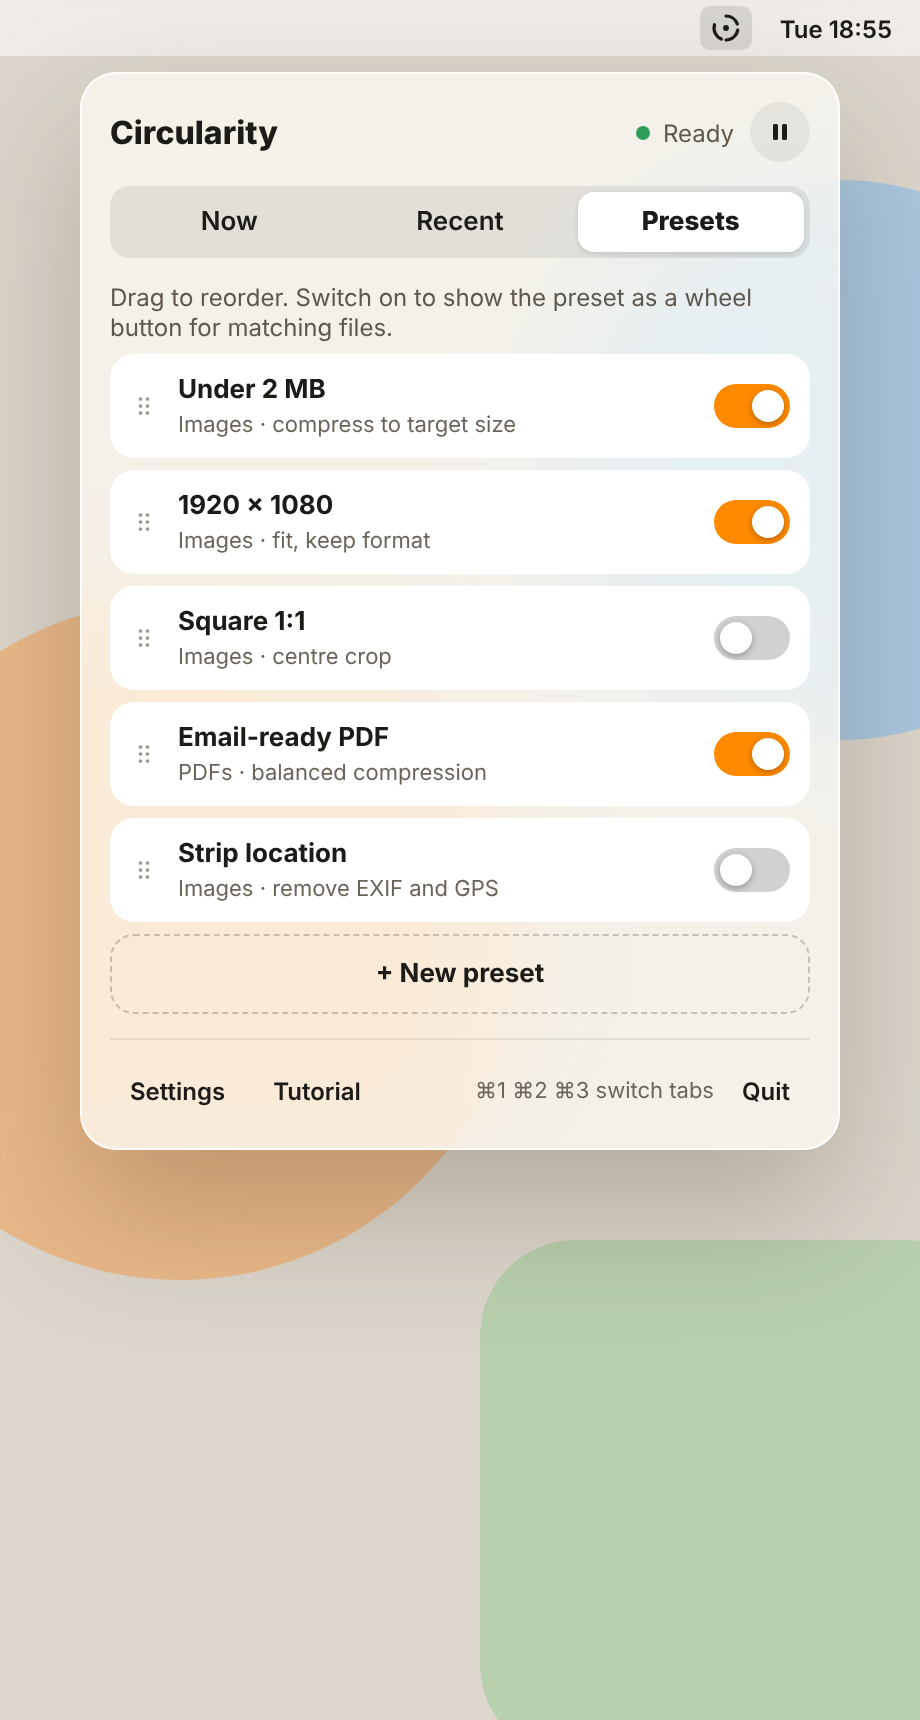 Tue 18:55
Circularity
Ready
Now
Recent
Presets
Drag to reorder. Switch on to show the preset as a wheel
button for matching files.
Under 2 MB
Images · compress to target size
1920 × 1080
Images · fit, keep format
Square 1:1
Images · centre crop
Email-ready PDF
PDFs · balanced compression
Strip location
Images · remove EXIF and GPS
+ New preset
Settings
Tutorial
⌘1 ⌘2 ⌘3 switch tabs
Quit